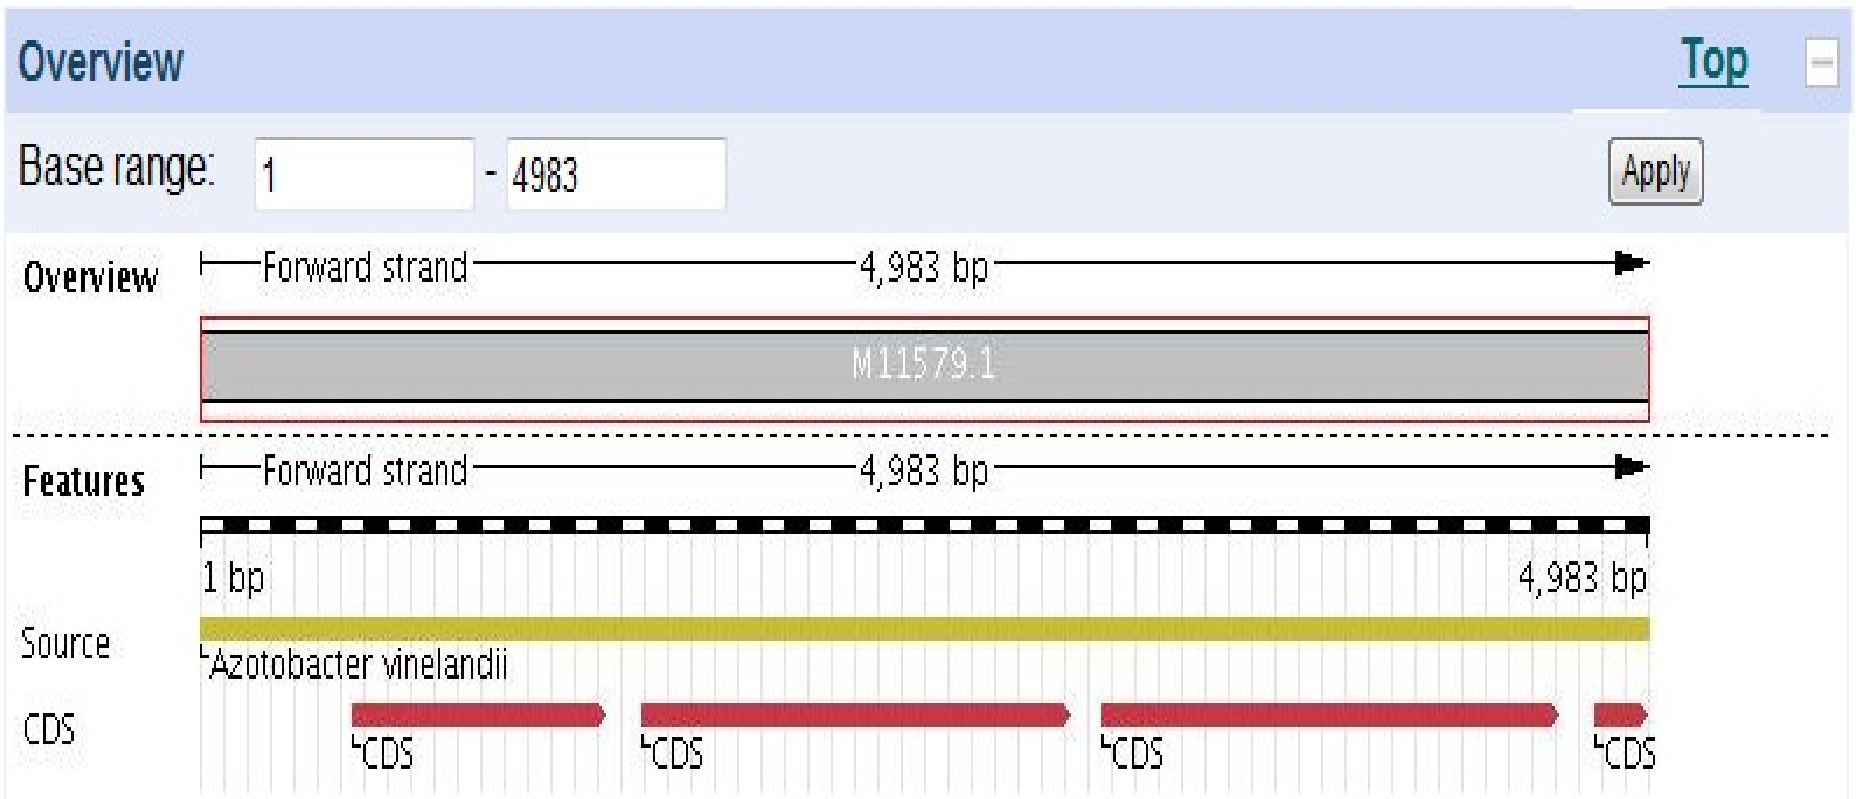 Overview Top
Base range: 1 - 4983 Apply
Overview Forward strand 4,983 bp
M11579.1
Features Forward strand 4,983 bp
1 bp 4,983 bp
Source
Azotobacter vinelandii
CDS
CDS CDS CDS CDS